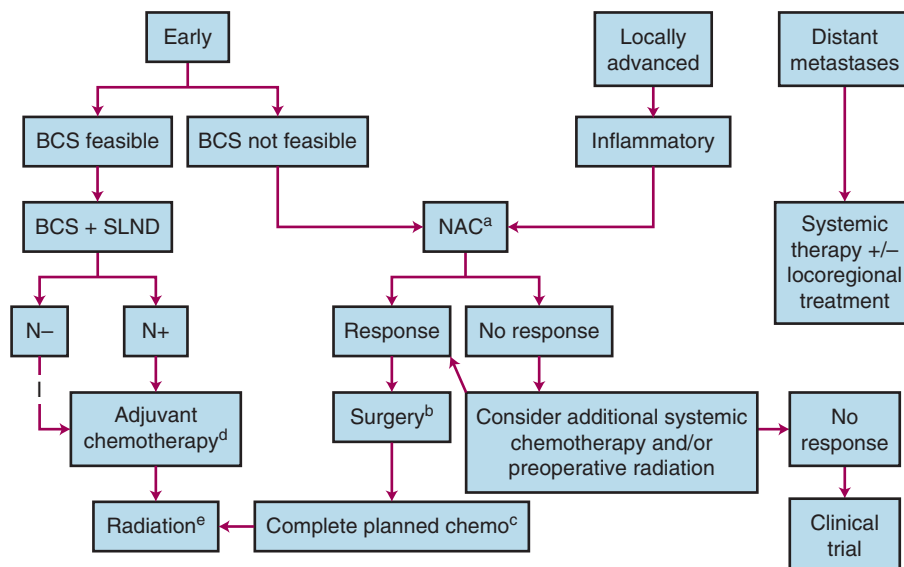 Early
Locally
advanced
Distant
metastases
BCS feasible
BCS not feasible
Inflammatory
BCS + SLND
NACᵃ
Systemic
therapy +/–
locoregional
treatment
N–
N+
Response
No response
Adjuvant
chemotherapyᵈ
Surgeryᵇ
Consider additional systemic
chemotherapy and/or
preoperative radiation
No
response
Radiationᵉ
Complete planned chemoᶜ
Clinical
trial